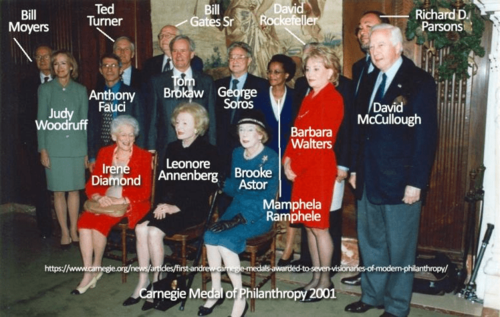 Bill
Moyers
Ted
Turner
Bill
Gates Sr
David
Rockefeller
Richard D.
Parsons
Judy
Woodruff
Anthony
Fauci
Tom
Brokaw
George
Soros
Barbara
Walters
David
McCullough
Irene
Diamond
Leonore
Annenberg
Brooke
Astor
Mamphela
Ramphele
https://www.carnegie.org/news/articles/first-andrew-carnegie-medals-awarded-to-seven-visionaries-of-modern-philanthropy/
Carnegie Medal of Philanthropy 2001